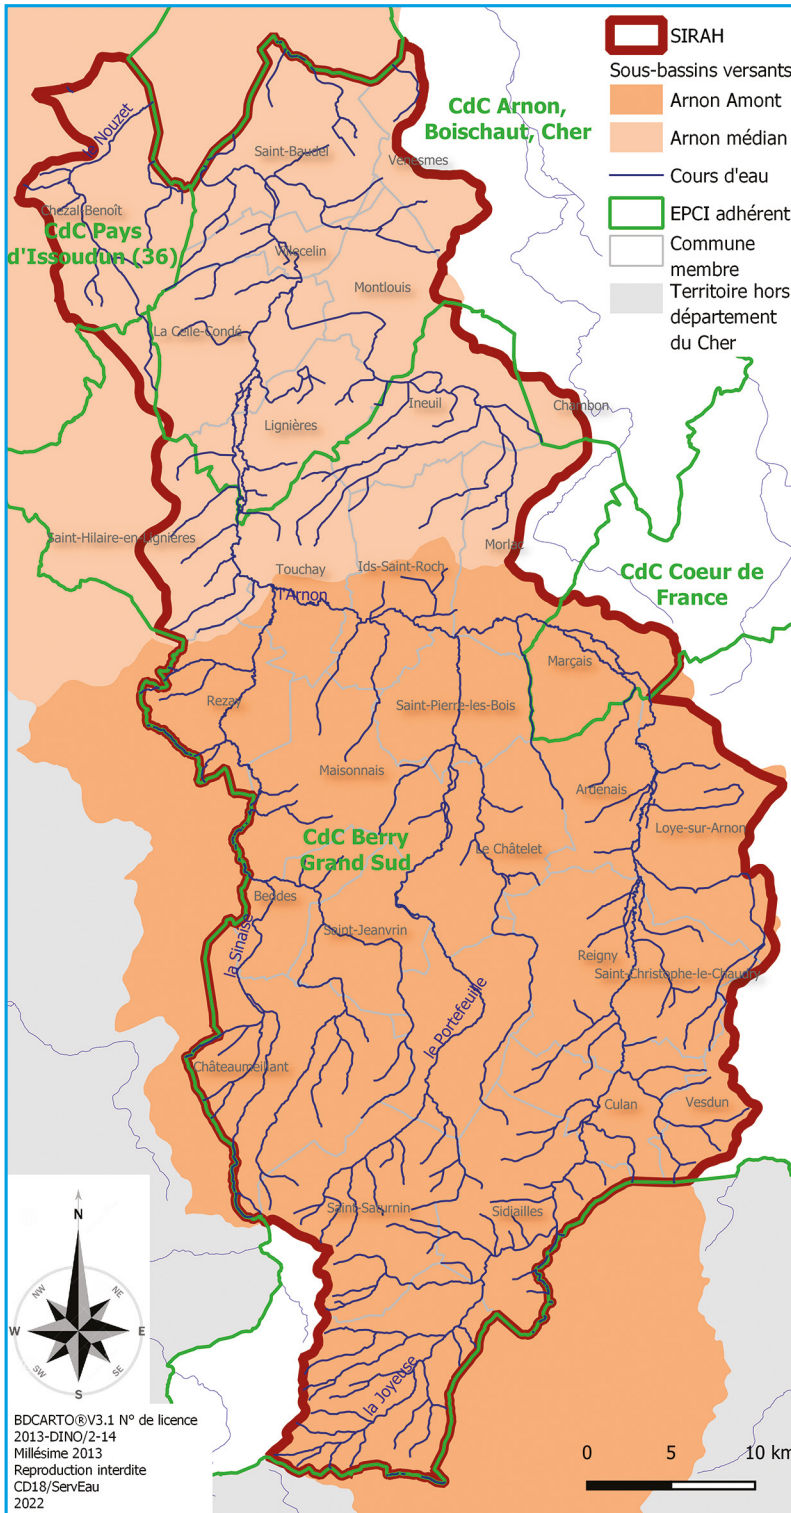 SIRAH
Sous-bassins versants
Arnon Amont
Arnon médian
Cours d'eau
EPCI adhérent
Commune
membre
Territoire hors
département
du Cher
CdC Arnon,
Boischaut, Cher
le Nouzet
Saint-Baudel
Venesmes
Chezal-Benoît
CdC Pays
d'Issoudun (36)
Villecelin
Montlouis
La Celle-Condé
Ineuil
Chambon
Lignières
Saint-Hilaire-en-Lignières
Morlac
Touchay
Ids-Saint-Roch
l'Arnon
CdC Coeur de
France
Marçais
Rezay
Saint-Pierre-les-Bois
Maisonnais
Ardenais
Loye-sur-Arnon
CdC Berry
Grand Sud
Le Châtelet
Beddes
Saint-Jeanvrin
la Sinaise
Reigny
Saint-Christophe-le-Chaudry
le Portefeuille
Châteaumeillant
Culan
Vesdun
Saint-Saturnin
Sidiailles
la Joyeuse
N
NW
NE
W
E
SW
SE
S
BDCARTO®V3.1 N° de licence
2013-DINO/2-14
Millésime 2013
Reproduction interdite
CD18/ServEau
2022
0 5 10 km